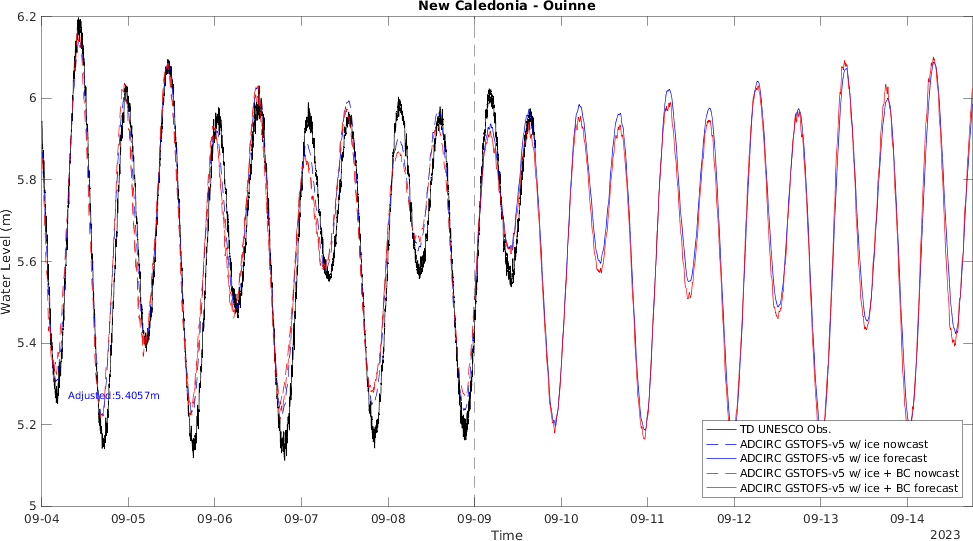 New Caledonia - Ouinne
6.2
6
5.8
5.6
5.4
5.2
5
Water Level (m)
Adjusted:5.4057m
TD UNESCO Obs.
ADCIRC GSTOFS-v5 w/ ice nowcast
ADCIRC GSTOFS-v5 w/ ice forecast
ADCIRC GSTOFS-v5 w/ ice + BC nowcast
ADCIRC GSTOFS-v5 w/ ice + BC forecast
09-04 09-05 09-06 09-07 09-08 09-09 09-10 09-11 09-12 09-13 09-14
Time
2023